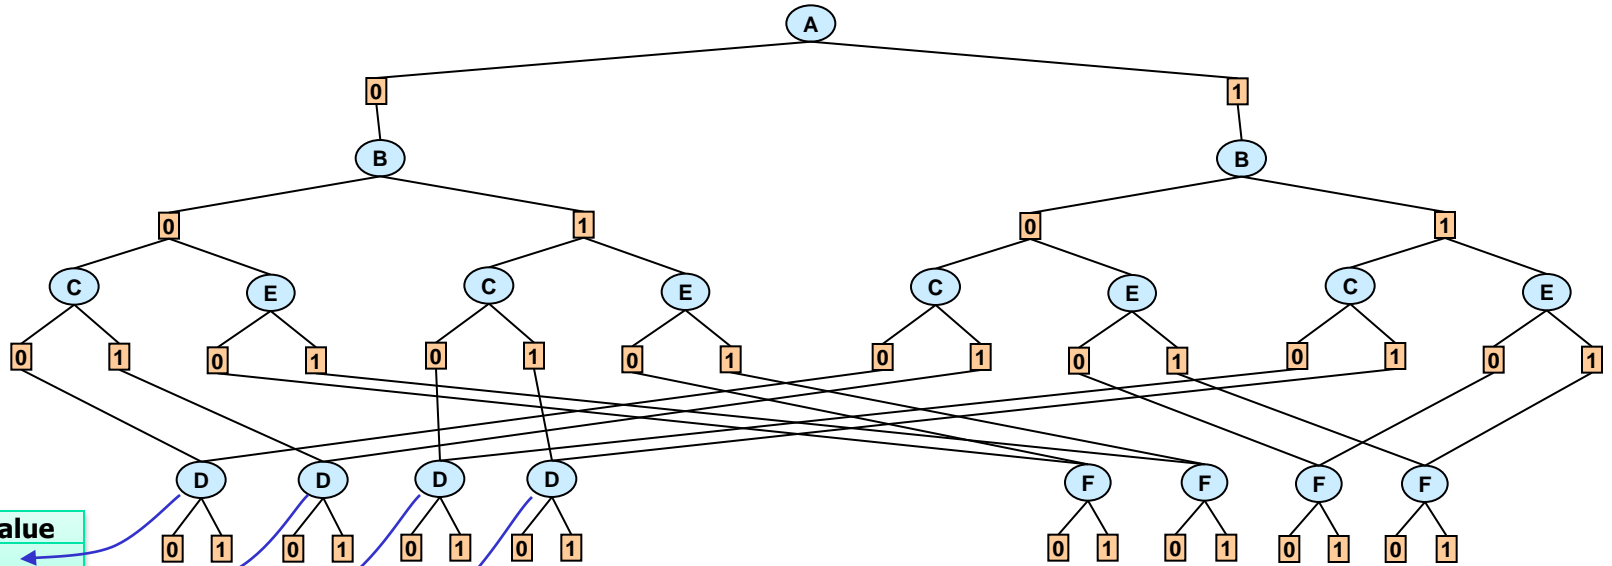 A
0 1
B B
0 1 0 1
C E C E C E C E
0 1 0 1 0 1 0 1 0 1 0 1 0 1 0 1
D D D D F F F F
alue
0 1 0 1 0 1 0 1 0 1 0 1 0 1 0 1